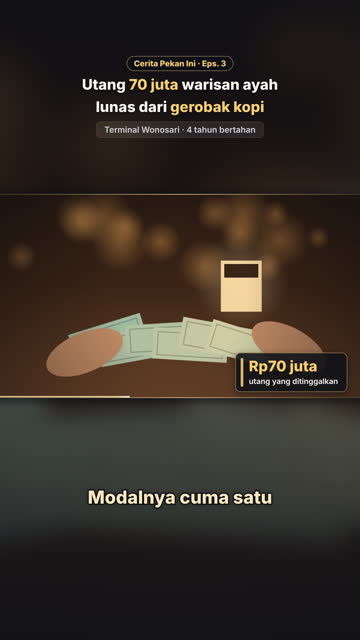 Cerita Pekan Ini · Eps. 3
Utang 70 juta warisan ayah
lunas dari gerobak kopi
Terminal Wonosari · 4 tahun bertahan
Rp70 juta
utang yang ditinggalkan
Modalnya cuma satu